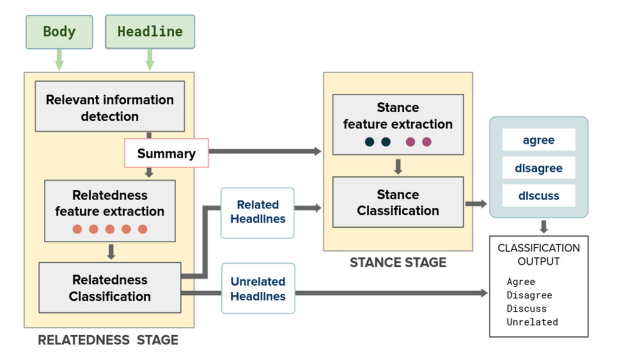 Body
Headline
Relevant information
detection
Summary
Relatedness
feature extraction
Relatedness
Classification
RELATEDNESS STAGE
Related
Headlines
Unrelated
Headlines
Stance
feature extraction
Stance
Classification
STANCE STAGE
agree
disagree
discuss
CLASSIFICATION
OUTPUT
Agree
Disagree
Discuss
Unrelated